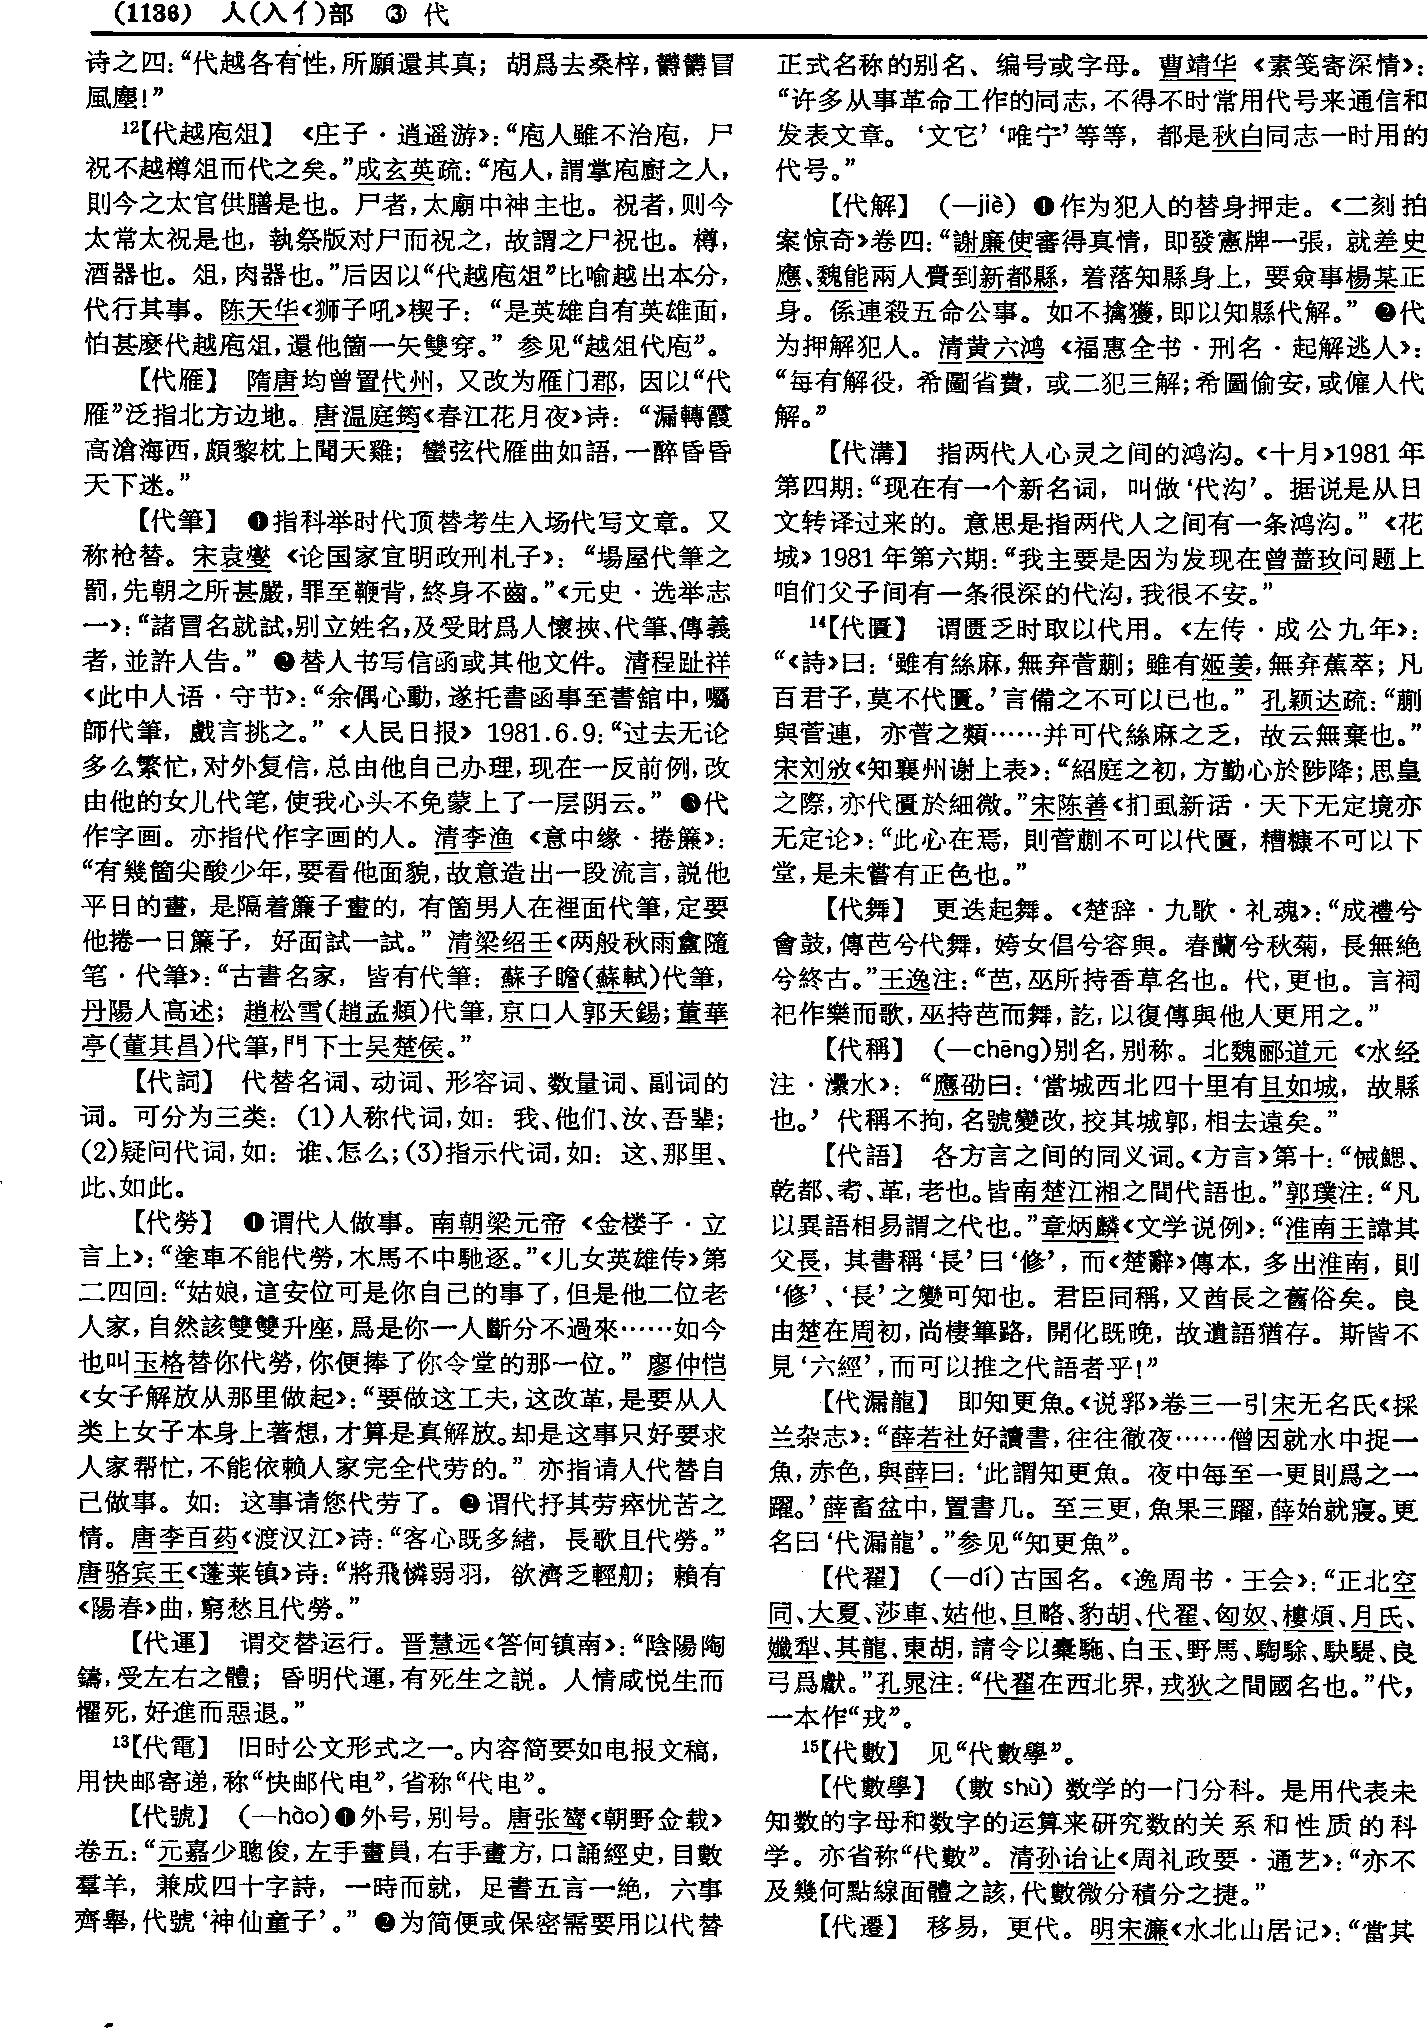 (1136)　人(入亻)部　③ 代
诗之四：“代越各有性，所願還其真；胡爲去桑梓，鬱鬱冒
風塵！”
¹²【代越庖俎】　《庄子·逍遥游》：“庖人雖不治庖，尸
祝不越樽俎而代之矣。”成玄英疏：“庖人，謂掌庖廚之人，
則今之太官供膳是也。尸者，太廟中神主也。祝者，则今
太常太祝是也，執祭版对尸而祝之，故謂之尸祝也。樽，
酒器也。俎，肉器也。”后因以“代越庖俎”比喻越出本分，
代行其事。陈天华《狮子吼》楔子：“是英雄自有英雄面，
怕甚麽代越庖俎，還他箇一矢雙穿。”参见“越俎代庖”。
【代雁】　隋唐均曾置代州，又改为雁门郡，因以“代
雁”泛指北方边地。唐温庭筠《春江花月夜》诗：“漏轉霞
高滄海西，頗黎枕上聞天雞；鸞弦代雁曲如語，一醉昏昏
天下迷。”
【代筆】　❶指科举时代顶替考生入场代写文章。又
称枪替。宋袁燮《论国家宜明政刑札子》：“場屋代筆之
罰，先朝之所甚嚴，罪至鞭背，終身不齒。”《元史·选举志
一》：“諸冒名就試，别立姓名，及受財爲人懷挾、代筆、傳義
者，並許人告。”❷替人书写信函或其他文件。清程趾祥
《此中人语·守节》：“余偶心動，遂托書函事至書舘中，囑
師代筆，戲言挑之。”《人民日报》1981.6.9：“过去无论
多么繁忙，对外复信，总由他自己办理，现在一反前例，改
由他的女儿代笔，使我心头不免蒙上了一层阴云。”❸代
作字画。亦指代作字画的人。清李渔《意中缘·捲簾》：
“有幾箇尖酸少年，要看他面貌，故意造出一段流言，説他
平日的畫，是隔着簾子畫的，有箇男人在裡面代筆，定要
他捲一日簾子，好面試一試。”清梁绍壬《两般秋雨盦随
笔·代筆》：“古書名家，皆有代筆：蘇子瞻(蘇軾)代筆，
丹陽人高述；趙松雪(趙孟頫)代筆，京口人郭天錫；董華
亭(董其昌)代筆，門下士吴楚侯。”
【代詞】　代替名词、动词、形容词、数量词、副词的
词。可分为三类：(1)人称代词，如：我、他们、汝、吾辈；
(2)疑问代词，如：谁、怎么；(3)指示代词，如：这、那里、
此、如此。
【代勞】　❶谓代人做事。南朝梁元帝《金楼子·立
言上》：“塗車不能代勞，木馬不中馳逐。”《儿女英雄传》第
二四回：“姑娘，這安位可是你自己的事了，但是他二位老
人家，自然該雙雙升座，爲是你一人斷分不過來……如今
也叫玉格替你代勞，你便捧了你令堂的那一位。”廖仲恺
《女子解放从那里做起》：“要做这工夫，这改革，是要从人
类上女子本身上著想，才算是真解放。却是这事只好要求
人家帮忙，不能依赖人家完全代劳的。”亦指请人代替自
己做事。如：这事请您代劳了。❷谓代抒其劳瘁忧苦之
情。唐李百药《渡汉江》诗：“客心既多緒，長歌且代勞。”
唐骆宾王《蓬莱镇》诗：“將飛憐弱羽，欲濟乏輕舠；賴有
《陽春》曲，窮愁且代勞。”
【代運】　谓交替运行。晋慧远《答何镇南》：“陰陽陶
鑄，受左右之體；昏明代運，有死生之説。人情咸悦生而
懼死，好進而惡退。”
¹³【代電】　旧时公文形式之一。内容简要如电报文稿，
用快邮寄递，称“快邮代电”，省称“代电”。
【代號】　(—hào)❶外号，别号。唐张鷟《朝野佥载》
卷五：“元嘉少聰俊，左手畫員，右手畫方，口誦經史，目數
羣羊，兼成四十字詩，一時而就，足書五言一絶，六事
齊舉，代號‘神仙童子’。”❷为简便或保密需要用以代替
正式名称的别名、编号或字母。曹靖华《素笺寄深情》：
“许多从事革命工作的同志，不得不时常用代号来通信和
发表文章。‘文它’‘唯宁’等等，都是秋白同志一时用的
代号。”
【代解】　(—jiè)❶作为犯人的替身押走。《二刻拍
案惊奇》卷四：“謝廉使審得真情，即發憲牌一張，就差史
應、魏能兩人賫到新都縣，着落知縣身上，要僉事楊某正
身。係連殺五命公事。如不擒獲，即以知縣代解。”❷代
为押解犯人。清黄六鸿《福惠全书·刑名·起解逃人》：
“每有解役，希圖省費，或二犯三解；希圖偷安，或僱人代
解。”
【代溝】　指两代人心灵之间的鸿沟。《十月》1981年
第四期：“现在有一个新名词，叫做‘代沟’。据说是从日
文转译过来的。意思是指两代人之间有一条鸿沟。”《花
城》1981年第六期：“我主要是因为发现在曾蔷玫问题上
咱们父子间有一条很深的代沟，我很不安。”
¹⁴【代匱】　谓匮乏时取以代用。《左传·成公九年》：
“《詩》曰：‘雖有絲麻，無弃菅蒯；雖有姬姜，無弃蕉萃；凡
百君子，莫不代匱。’言備之不可以已也。”孔颖达疏：“蒯
與菅連，亦菅之類……并可代絲麻之乏，故云無棄也。”
宋刘攽《知襄州谢上表》：“紹庭之初，方勤心於陟降；思皇
之際，亦代匱於細微。”宋陈善《扪虱新话·天下无定境亦
无定论》：“此心在焉，則菅蒯不可以代匱，糟糠不可以下
堂，是未嘗有正色也。”
【代舞】　更迭起舞。《楚辞·九歌·礼魂》：“成禮兮
會鼓，傳芭兮代舞，姱女倡兮容與。春蘭兮秋菊，長無絶
兮終古。”王逸注：“芭，巫所持香草名也。代，更也。言祠
祀作樂而歌，巫持芭而舞，訖，以復傳與他人更用之。”
【代稱】　(—chēng)别名，别称。北魏郦道元《水经
注·㶟水》：“應劭曰：‘當城西北四十里有且如城，故縣
也。’代稱不拘，名號變改，挍其城郭，相去遠矣。”
【代語】　各方言之间的同义词。《方言》第十：“㥻鰓、
乾都、耇、革，老也。皆南楚江湘之間代語也。”郭璞注：“凡
以異語相易謂之代也。”章炳麟《文学说例》：“淮南王諱其
父長，其書稱‘長’曰‘修’，而《楚辭》傳本，多出淮南，則
‘修’、‘長’之變可知也。君臣同稱，又酋長之舊俗矣。良
由楚在周初，尚棲篳路，開化既晚，故遺語猶存。斯皆不
見‘六經’，而可以推之代語者乎！”
【代漏龍】　即知更魚。《说郛》卷三一引宋无名氏《採
兰杂志》：“薛若社好讀書，往往徹夜……僧因就水中捉一
魚，赤色，與薛曰：‘此謂知更魚。夜中每至一更則爲之一
躍。’薛畜盆中，置書几。至三更，魚果三躍，薛始就寢。更
名曰‘代漏龍’。”参见“知更魚”。
【代翟】　(—dí)古国名。《逸周书·王会》：“正北空
同、大夏、莎車、姑他、旦略、豹胡、代翟、匈奴、樓煩、月氏、
孅犁、其龍、東胡，請令以橐駞、白玉、野馬、騊駼、駃騠、良
弓爲獻。”孔晁注：“代翟在西北界，戎狄之間國名也。”代，
一本作“戎”。
¹⁵【代數】　见“代數學”。
【代數學】　(數 shù)数学的一门分科。是用代表未
知数的字母和数字的运算来研究数的关系和性质的科
学。亦省称“代數”。清孙诒让《周礼政要·通艺》：“亦不
及幾何點線面體之該，代數微分積分之捷。”
【代遷】　移易，更代。明宋濂《水北山居记》：“當其